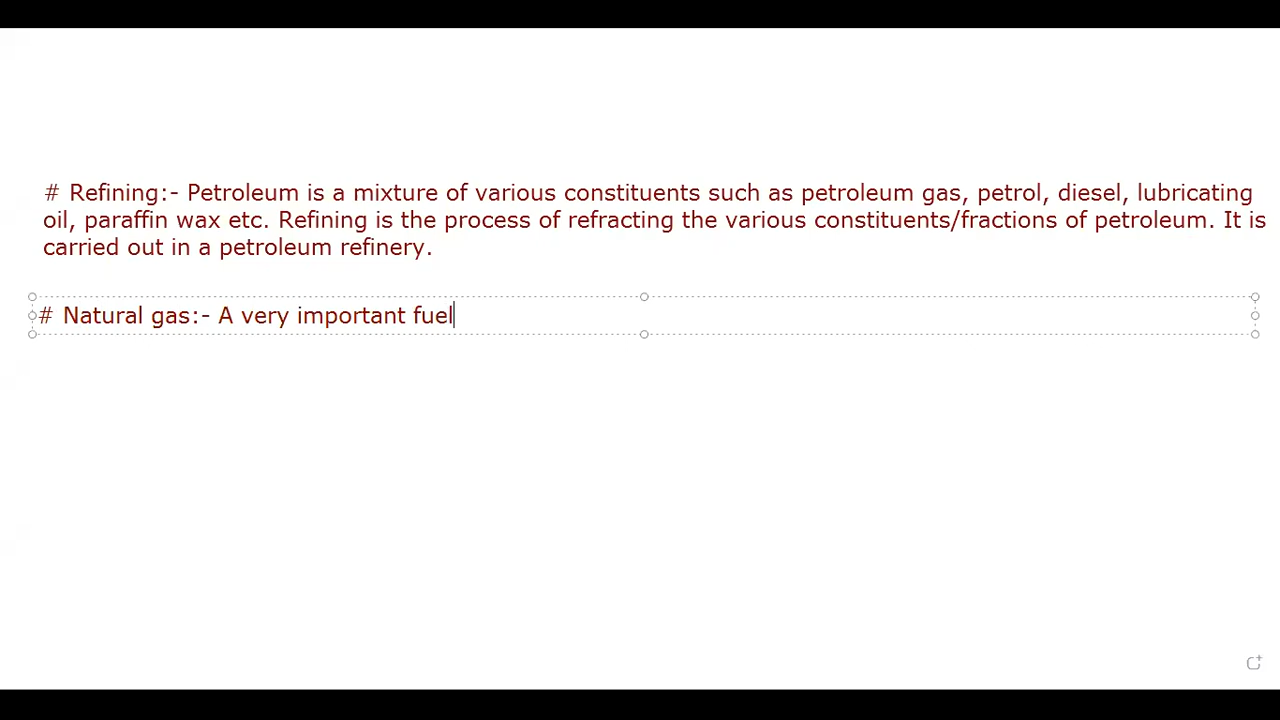 # Refining:- Petroleum is a mixture of various constituents such as petroleum gas, petrol, diesel, lubricating
oil, paraffin wax etc. Refining is the process of refracting the various constituents/fractions of petroleum. It is
carried out in a petroleum refinery.
# Natural gas:- A very important fuel